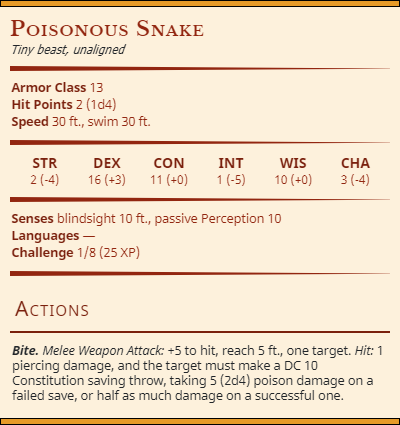 Poisonous Snake
Tiny beast, unaligned
Armor Class 13
Hit Points 2 (1d4)
Speed 30 ft., swim 30 ft.
STR DEX CON INT WIS CHA
2 (-4) 16 (+3) 11 (+0) 1 (-5) 10 (+0) 3 (-4)
Senses blindsight 10 ft., passive Perception 10
Languages —
Challenge 1/8 (25 XP)
Actions
Bite. Melee Weapon Attack: +5 to hit, reach 5 ft., one target. Hit: 1
piercing damage, and the target must make a DC 10
Constitution saving throw, taking 5 (2d4) poison damage on a
failed save, or half as much damage on a successful one.